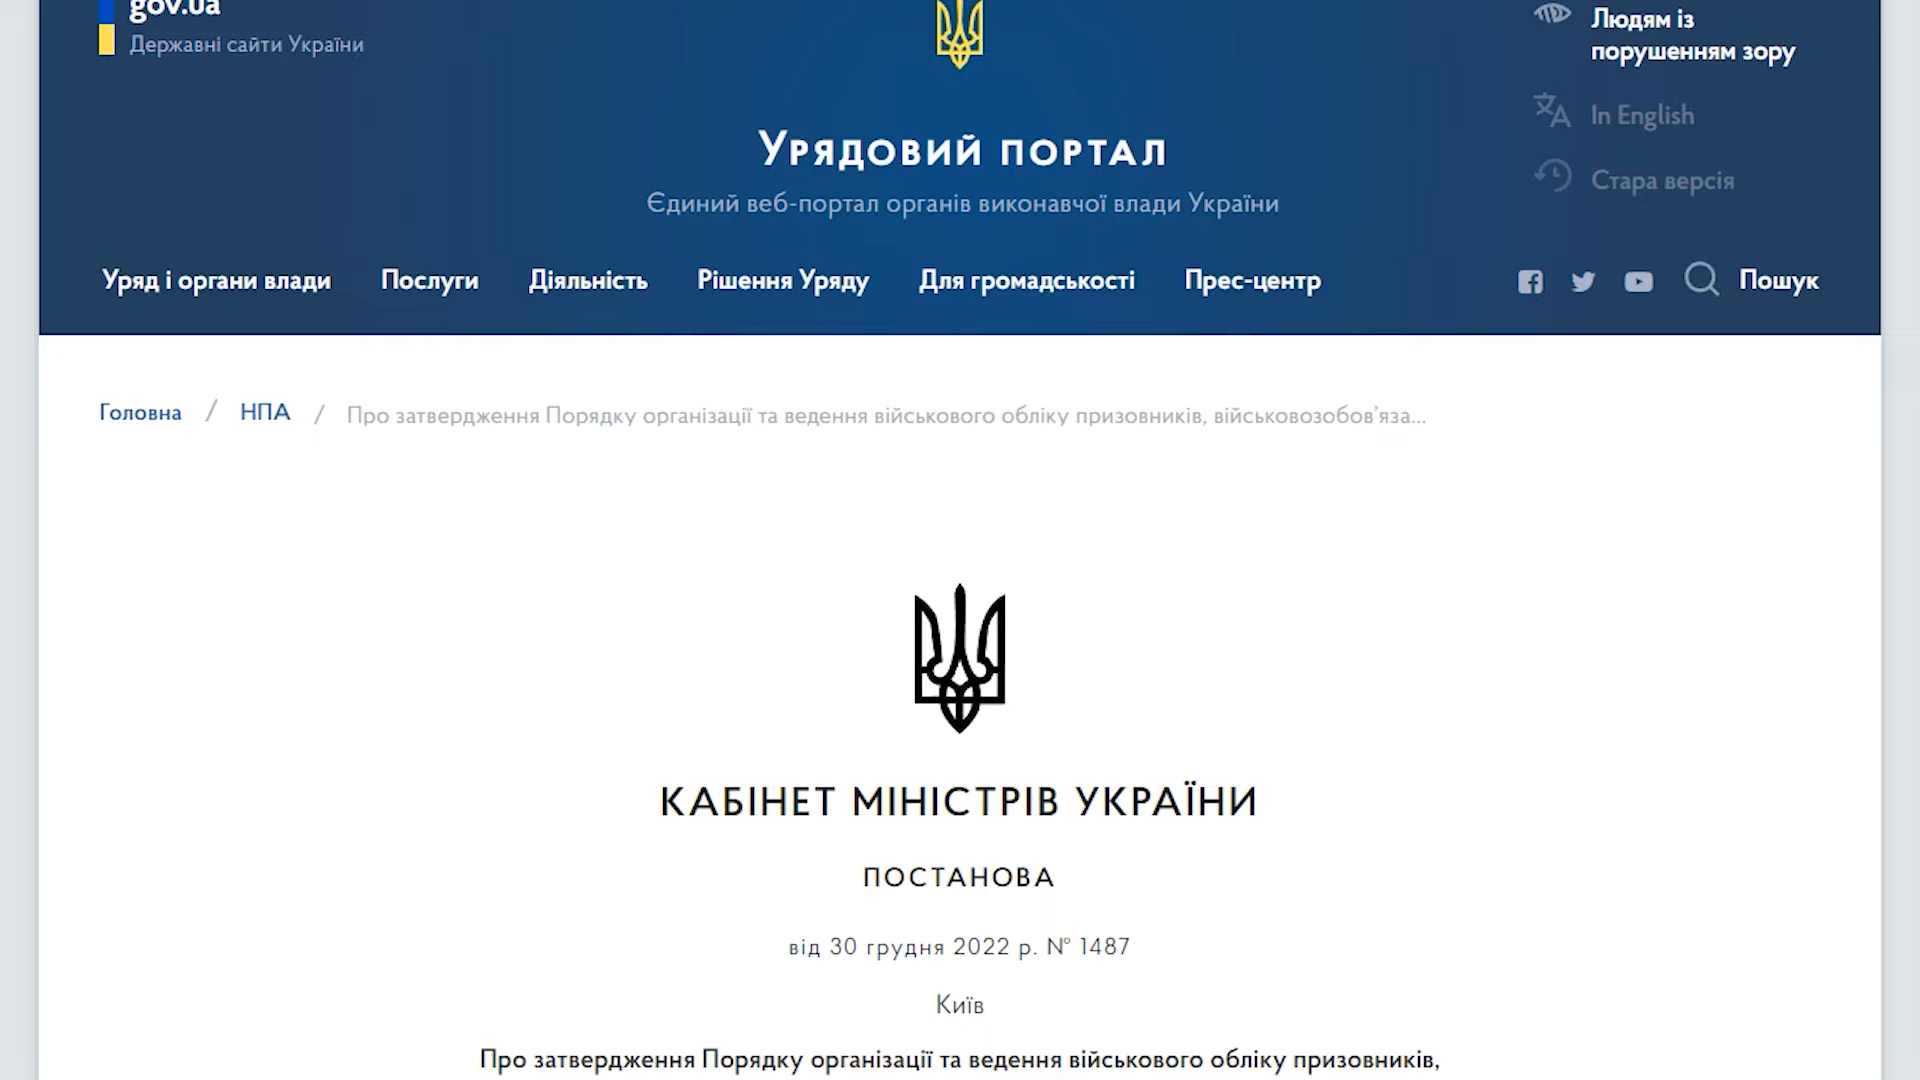 gov.ua
Державні сайти України
Людям із
порушенням зору
In English
Стара версія
Урядовий портал
Єдиний веб-портал органів виконавчої влади України
Уряд і органи влади Послуги Діяльність Рішення Уряду Для громадськості Прес-центр Пошук
Головна / НПА / Про затвердження Порядку організації та ведення військового обліку призовників, військовозобов’яза...
КАБІНЕТ МІНІСТРІВ УКРАЇНИ
ПОСТАНОВА
від 30 грудня 2022 р. № 1487
Київ
Про затвердження Порядку організації та ведення військового обліку призовників,